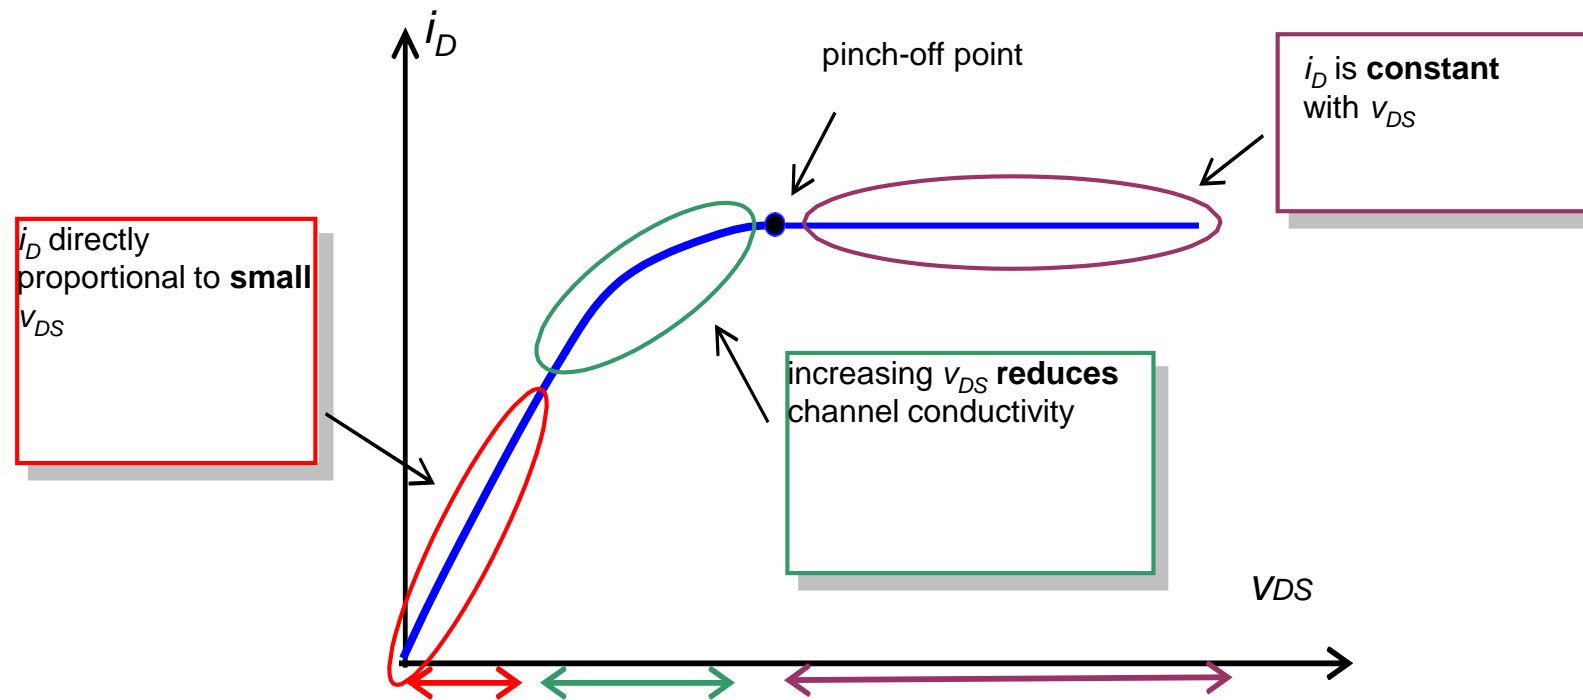 iD
pinch-off point
iD is constant
with vDS
iD directly
proportional to small
vDS
increasing vDS reduces
channel conductivity
vDS